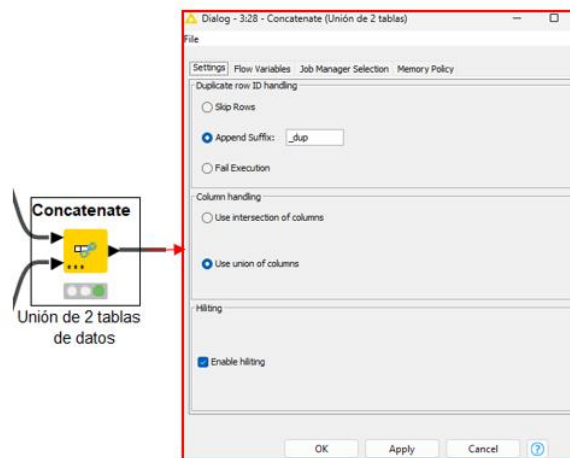 Dialog - 3:28 - Concatenate (Unión de 2 tablas)
File
Settings Flow Variables Job Manager Selection Memory Policy
Duplicate row ID handling
Skip Rows
Append Suffix: _dup
Fail Execution
Column handling
Use intersection of columns
Use union of columns
Hiliting
Enable hiliting
OK Apply Cancel ?
Concatenate
Unión de 2 tablas
de datos